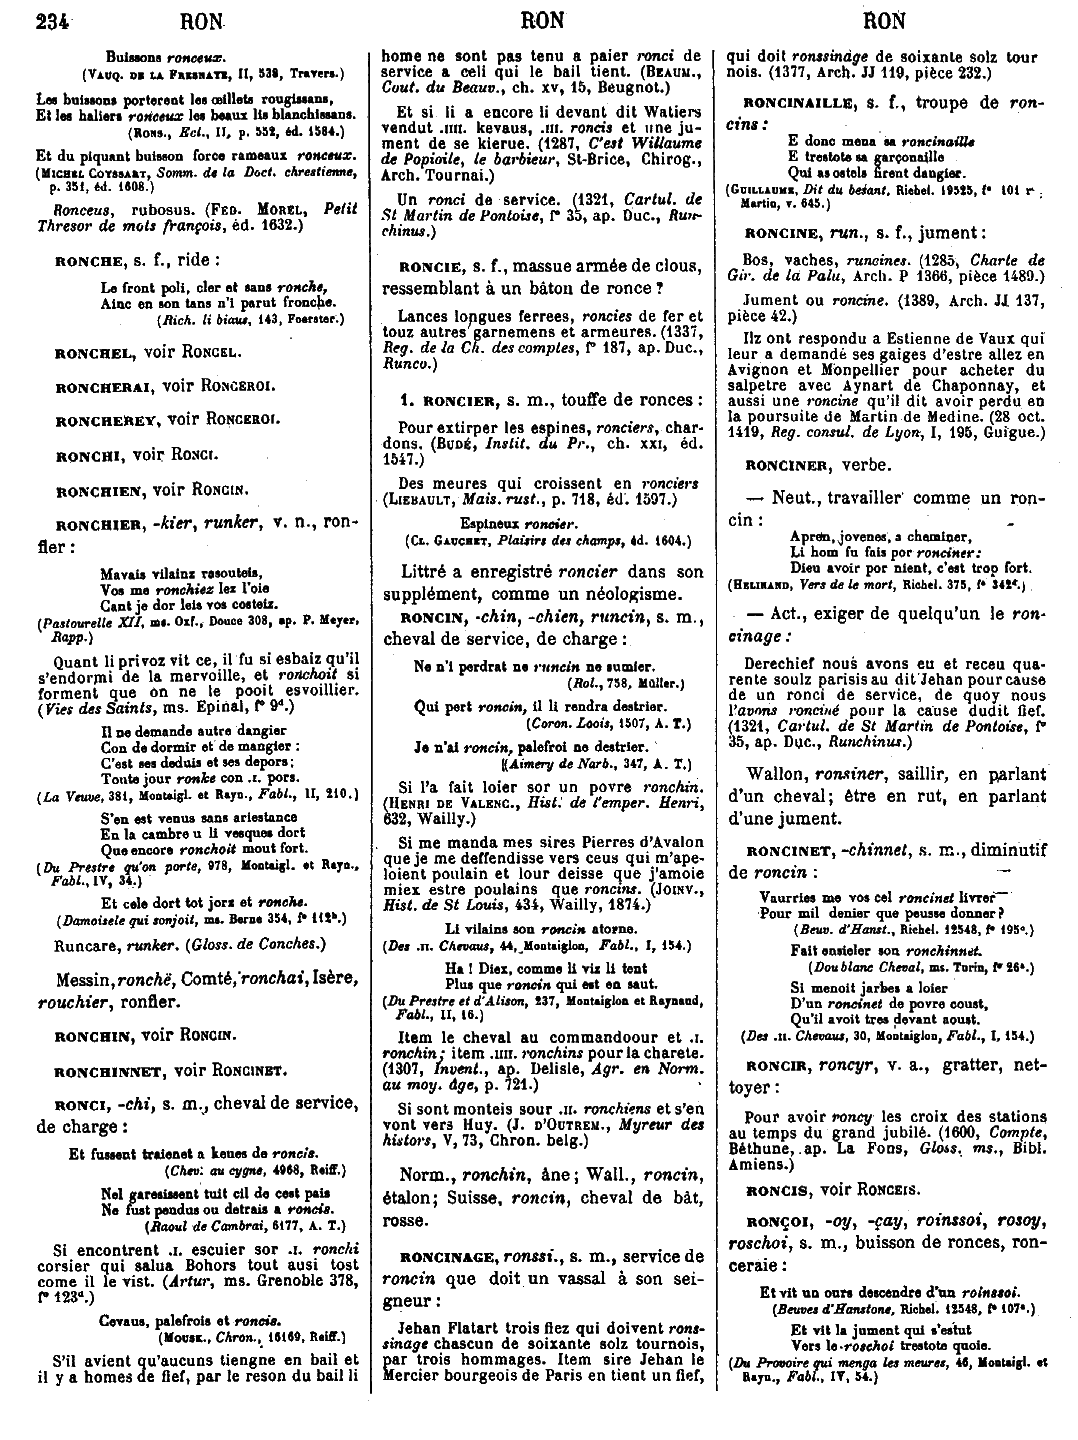 234 RON RON RON
Buissons ronceux.
(VAUQ. DE LA FRESNAYE, II, 538, Travers.)
Les buissons porterent les œillets rougissans,
Et les haliers ronceux les beaux lis blanchissans.
(RONS., Ecl., II, p. 552, éd. 1584.)
Et du piquant buisson force rameaux ronceux.
(MICHEL COYSSART, Somm. de la Doct. chrestienne,
p. 351, éd. 1608.)
Ronceus, rubosus. (FED. MOREL, Petit
Thresor de mots françois, éd. 1632.)
RONCHE, s. f., ride :
Le front poli, cler et sans ronche,
Ainc en son tans n'i parut fronche.
(Rich. li biaus, 143, Foerster.)
RONCHEL, voir RONCEL.
RONCHERAI, voir RONCEROI.
RONCHEREY, voir RONCEROI.
RONCHI, voir RONCI.
RONCHIEN, voir RONCIN.
RONCHIER, -kier, runker, v. n., ron-
fler :
Mavais vilainz rasouteis,
Vos me ronchiez lez l'oie
Cant je dor leis vos costeiz.
(Pastourelle XII, ms. Oxf., Douce 308, ap. P. Meyer,
Rapp.)
Quant li privoz vit ce, il fu si esbaiz qu'il
s'endormi de la mervoille, et ronchoit si
forment que on ne le pooit esvoillier.
(Vies des Saints, ms. Epinal, f° 9d.)
Il ne demande autre dangier
Con de dormir et de mangier :
C'est ses deduis et ses depors;
Toute jour ronke con .I. pors.
(La Veuve, 381, Montaigl. et Rayn., Fabl., II, 210.)
S'en est venus sans ariestance
En la cambre u li vesques dort
Que encore ronchoit mout fort.
(Du Prestre qu'on porte, 978, Montaigl. et Rayn.,
Fabl., IV, 34.)
Et cele dort tot jors et ronche.
(Damoisele qui sonjoit, ms. Berne 354, f° 112b.)
Runcare, runker. (Gloss. de Conches.)
Messin, ronchë, Comté, ronchai, Isère,
rouchier, ronfler.
RONCHIN, voir RONCIN.
RONCHINNET, voir RONCINET.
RONCI, -chi, s. m., cheval de service,
de charge :
Et fussent traienet a keues de roncis.
(Chev. au cygne, 4968, Reiff.)
Nel garesissent tuit cil de cest pais
Ne fust pendus ou detrais a roncis.
(Raoul de Cambrai, 6177, A. T.)
Si encontrent .I. escuier sor .I. ronchi
corsier qui salua Bohors tout ausi tost
come il le vist. (Artur, ms. Grenoble 378,
f° 123d.)
Cevaus, palefrois et roncis.
(MOUSK., Chron., 16169, Reiff.)
S'il avient qu'aucuns tiengne en bail et
il y a homes de fief, par le reson du bail li
home ne sont pas tenu a paier ronci de
service a celi qui le bail tient. (BEAUM.,
Cout. du Beauv., ch. XV, 15, Beugnot.)
Et si li a encore li devant dit Watiers
vendut .IIII. kevaus, .III. roncis et une ju-
ment de se kierue. (1287, C'est Willaume
de Popioile, le barbieur, St-Brice, Chirog.,
Arch. Tournai.)
Un ronci de service. (1321, Cartul. de
St Martin de Pontoise, f° 35, ap. Duc., Run-
chinus.)
RONCIE, s. f., massue armée de clous,
ressemblant à un bâton de ronce ?
Lances longues ferrees, roncies de fer et
touz autres garnemens et armeures. (1337,
Reg. de la Ch. des comptes, f° 187, ap. Duc.,
Runco.)
1. RONCIER, s. m., touffe de ronces :
Pour extirper les espines, ronciers, char-
dons. (BUDÉ, Instit. du Pr., ch. XXI, éd.
1547.)
Des meures qui croissent en ronciers
(LIEBAULT, Mais. rust., p. 718, éd. 1597.)
Espineux roncier.
(CL. GAUCHET, Plaisirs des champs, éd. 1604.)
Littré a enregistré roncier dans son
supplément, comme un néologisme.
RONCIN, -chin, -chien, runcin, s. m.,
cheval de service, de charge :
Ne n'i perdrat ne runcin ne sumier.
(Rol., 758, Müller.)
Qui pert roncin, il li rendra destrier.
(Coron. Loois, 1507, A. T.)
Je n'ai roncin, palefroi ne destrier.
(Aimery de Narb., 347, A. T.)
Si l'a fait loier sor un povre ronchin.
(HENRI DE VALENC., Hist. de l'emper. Henri,
632, Wailly.)
Si me manda mes sires Pierres d'Avalon
que je me deffendisse vers ceus qui m'ape-
loient poulain et lour deisse que j'amoie
miex estre poulains que roncins. (JOINV.,
Hist. de St Louis, 434, Wailly, 1874.)
Li vilains son roncin atorne.
(Des .II. Chevaus, 44, Montaiglon, Fabl., I, 154.)
Ha ! Diez, comme li viz li tent
Plus que roncin qui est en saut.
(Du Prestre et d'Alison, 237, Montaiglon et Raynaud,
Fabl., II, 16.)
Item le cheval au commandoour et .I.
ronchin; item .IIII. ronchins pour la charete.
(1307, Invent., ap. Delisle, Agr. en Norm.
au moy. âge, p. 721.)
Si sont monteis sour .II. ronchiens et s'en
vont vers Huy. (J. D'OUTREM., Myreur des
histors, V, 73, Chron. belg.)
Norm., ronchin, âne; Wall., roncin,
étalon; Suisse, roncin, cheval de bât,
rosse.
RONCINAGE, ronssi., s. m., service de
roncin que doit un vassal à son sei-
gneur :
Jehan Flatart trois fiez qui doivent rons-
sinage chascun de soixante solz tournois,
par trois hommages. Item sire Jehan le
Mercier bourgeois de Paris en tient un fief,
qui doit ronssinage de soixante solz tour
nois. (1377, Arch. JJ 119, pièce 232.)
RONCINAILLE, s. f., troupe de ron-
cins :
E donc mena sa roncinaille
E trestote sa garçonaille
Qui as ostels firent dangier.
(GUILLAUME, Dit du besant, Richel. 19525, f° 101 r°;
Martin, v. 645.)
RONCINE, run., s. f., jument :
Bos, vaches, runcines. (1285, Charte de
Gir. de la Palu, Arch. P 1366, pièce 1489.)
Jument ou roncine. (1389, Arch. JJ 137,
pièce 42.)
Ilz ont respondu a Estienne de Vaux qui
leur a demandé ses gaiges d'estre allez en
Avignon et Monpellier pour acheter du
salpetre avec Aynart de Chaponnay, et
aussi une roncine qu'il dit avoir perdu en
la poursuite de Martin de Medine. (28 oct.
1419, Reg. consul. de Lyon, I, 195, Guigue.)
RONCINER, verbe.
— Neut., travailler comme un ron-
cin :
Apren, jovenes, a cheminer,
Li hom fu fais por ronciner:
Dieu avoir por nient, c'est trop fort.
(HELINAND, Vers de le mort, Richel. 375, f° 342c.)
— Act., exiger de quelqu'un le ron-
cinage :
Derechief nous avons eu et receu qua-
rente soulz parisis au dit Jehan pour cause
de un ronci de service, de quoy nous
l'avons ronciné pour la cause dudit fief.
(1321, Cartul. de St Martin de Pontoise, f°
35, ap. Duc., Runchinus.)
Wallon, ronsiner, saillir, en parlant
d'un cheval; être en rut, en parlant
d'une jument.
RONCINET, -chinnet, s. m., diminutif
de roncin :
Vaurries me vos cel roncinet livrer
Pour mil denier que peusse donner ?
(Beuv. d'Hanst., Richel. 12548, f° 195c.)
Fait ensieler son ronchinnet.
(Dou blanc Cheval, ms. Turin, f° 26a.)
Si menoit jarbes a loier
D'un roncinet de povre coust,
Qu'il avoit tres devant aoust.
(Des .II. Chevaus, 30, Montaiglon, Fabl., I, 154.)
RONCIR, roncyr, v. a., gratter, net-
toyer :
Pour avoir roncy les croix des stations
au temps du grand jubilé. (1600, Compte,
Béthune, ap. La Fons, Gloss. ms., Bibl.
Amiens.)
RONCIS, voir RONCEIS.
RONÇOI, -oy, -çay, roinssoi, rosoy,
roschoi, s. m., buisson de ronces, ron-
ceraie :
Et vit un ours descendre d'un roinssoi.
(Beuves d'Hanstone, Richel. 12548, f° 107a.)
Et vit la jument qui s'estut
Vers le roschoi trestote quoie.
(Du Provoire qui menga les meures, 46, Montaigl. et
Rayn., Fabl., IV, 54.)